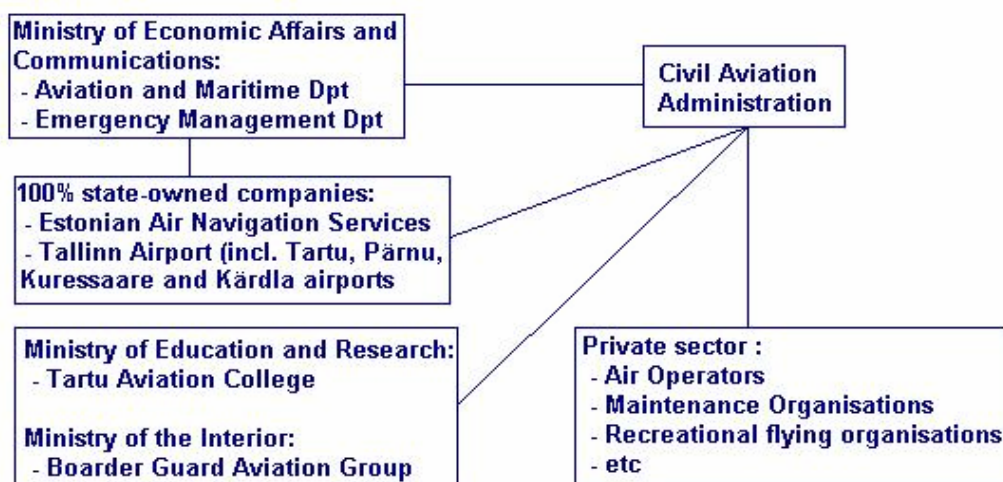 Ministry of Economic Affairs and
Communications:
- Aviation and Maritime Dpt
- Emergency Management Dpt
Civil Aviation
Administration
100% state-owned companies:
- Estonian Air Navigation Services
- Tallinn Airport (incl. Tartu, Pärnu,
Kuressaare and Kärdla airports
Ministry of Education and Research:
- Tartu Aviation College
Ministry of the Interior:
- Boarder Guard Aviation Group
Private sector :
- Air Operators
- Maintenance Organisations
- Recreational flying organisations
- etc